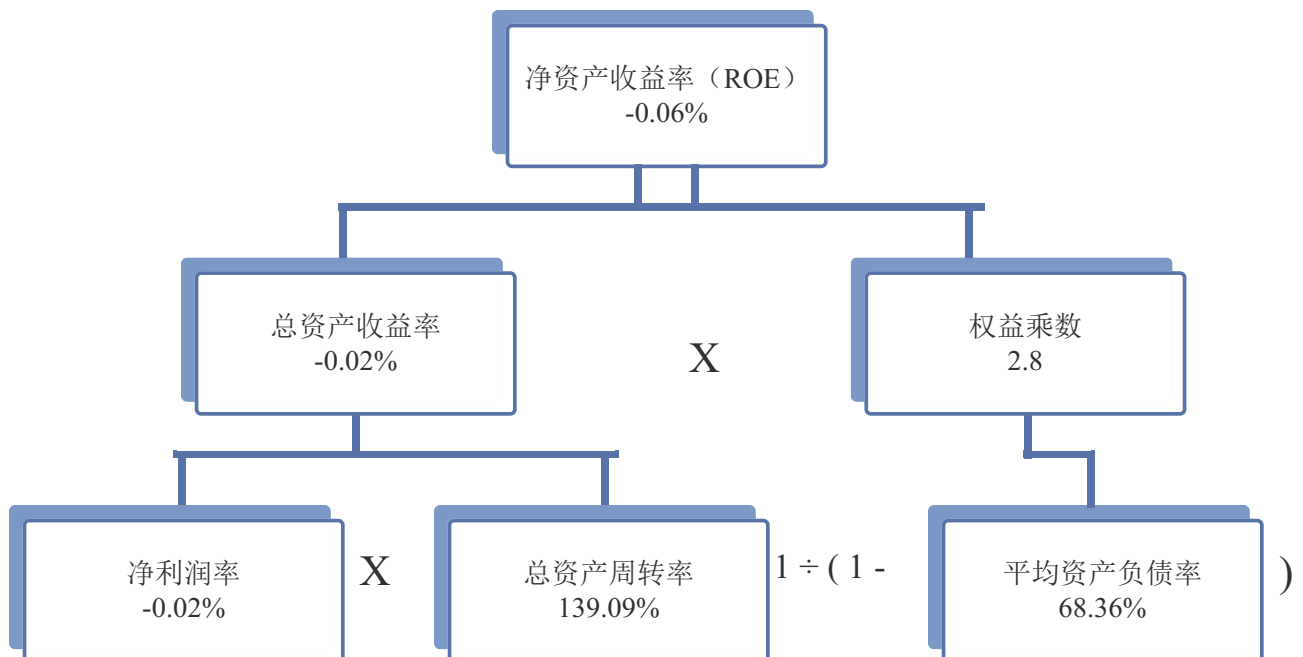 净资产收益率（ROE）
-0.06%
总资产收益率
-0.02%
X
权益乘数
2.8
净利润率
-0.02%
X
总资产周转率
139.09%
1 ÷ ( 1 -
平均资产负债率
68.36%
)